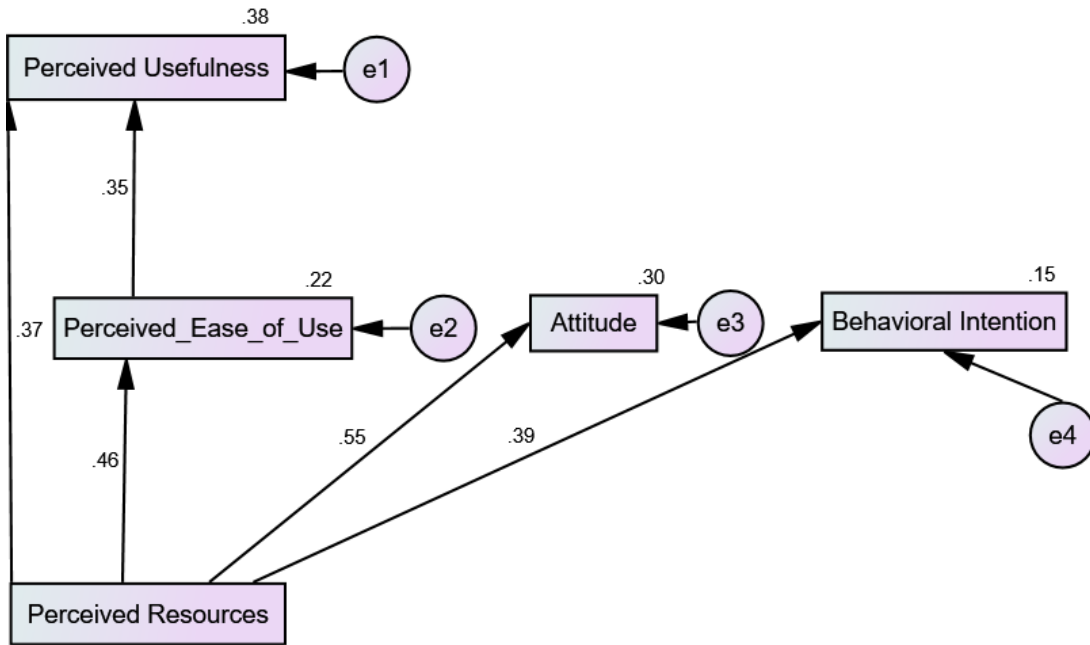 .38
Perceived Usefulness
e1
.35
.22
.30
.15
.37
Perceived_Ease_of_Use
e2
Attitude
e3
Behavioral Intention
.46
.55
.39
e4
Perceived Resources